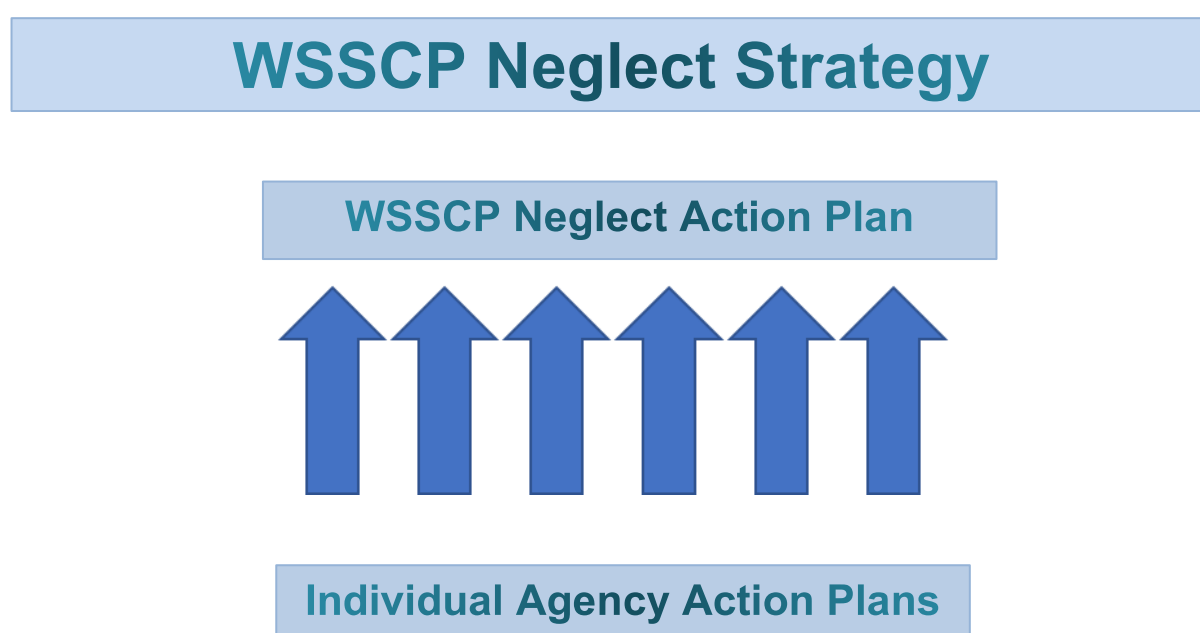 WSSCP Neglect Strategy
WSSCP Neglect Action Plan
Individual Agency Action Plans